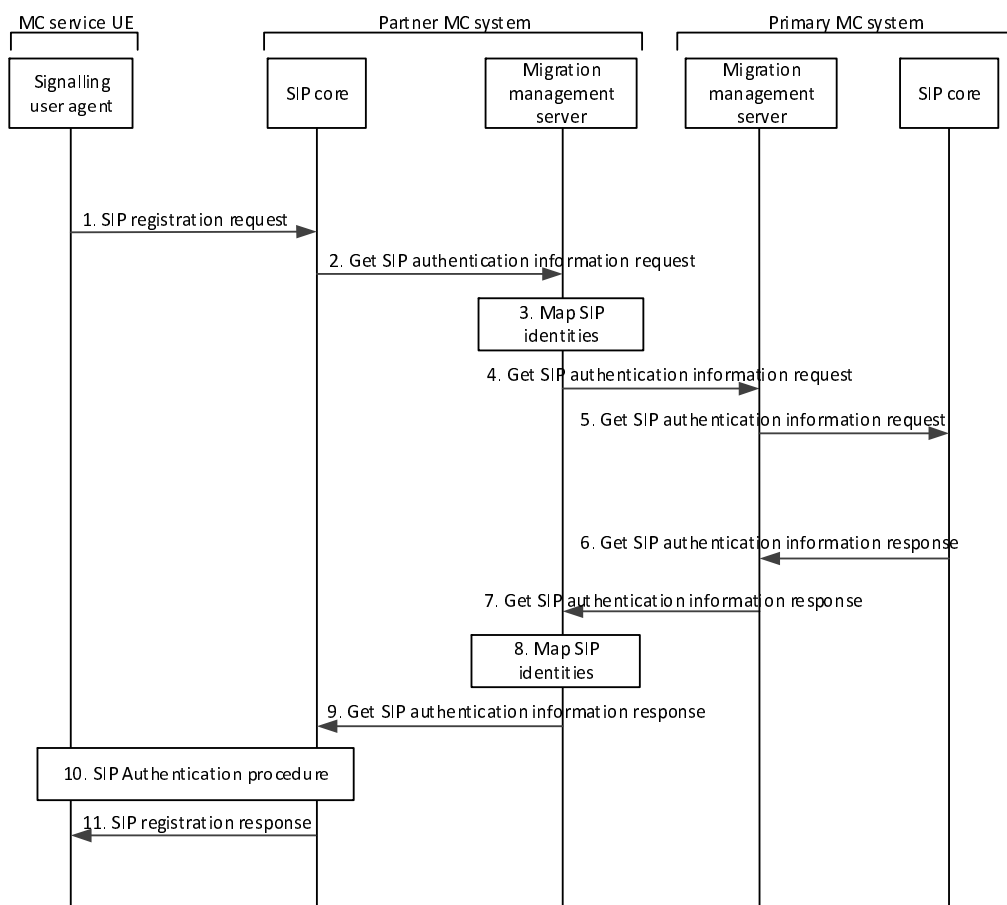 MC service UE
Partner MC system
Primary MC system
Signalling
user agent
SIP core
Migration
management
server
Migration
management
server
SIP core
1. SIP registration request
2. Get SIP authentication information request
3. Map SIP
identities
4. Get SIP authentication information request
5. Get SIP authentication information request
6. Get SIP authentication information response
7. Get SIP authentication information response
8. Map SIP
identities
9. Get SIP authentication information response
10. SIP Authentication procedure
11. SIP registration response